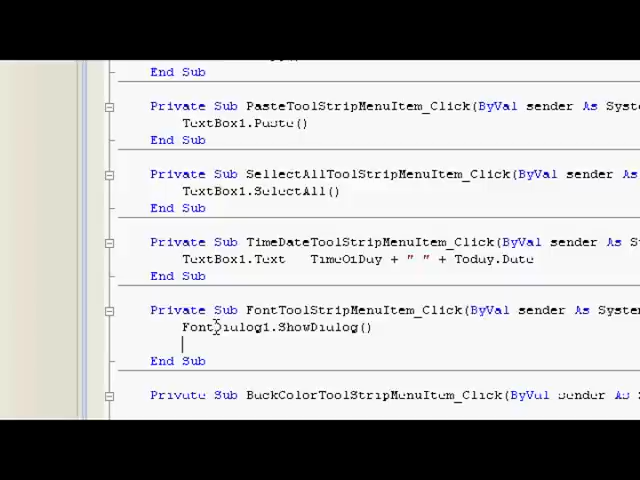 End Sub
Private Sub PasteToolStripMenuItem_Click(ByVal sender As Syste
TextBox1.Paste()
End Sub
Private Sub SellectAllToolStripMenuItem_Click(ByVal sender As
TextBox1.SelectAll()
End Sub
Private Sub TimeDateToolStripMenuItem_Click(ByVal sender As S
TextBox1.Text TimeOfDay + " " + Today.Date
End Sub
Private Sub FontToolStripMenuItem_Click(ByVal sender As System
FontDialog1.ShowDialog()
End Sub
Private Sub BackColorToolStripMenuItem_Click(ByVal sender As S